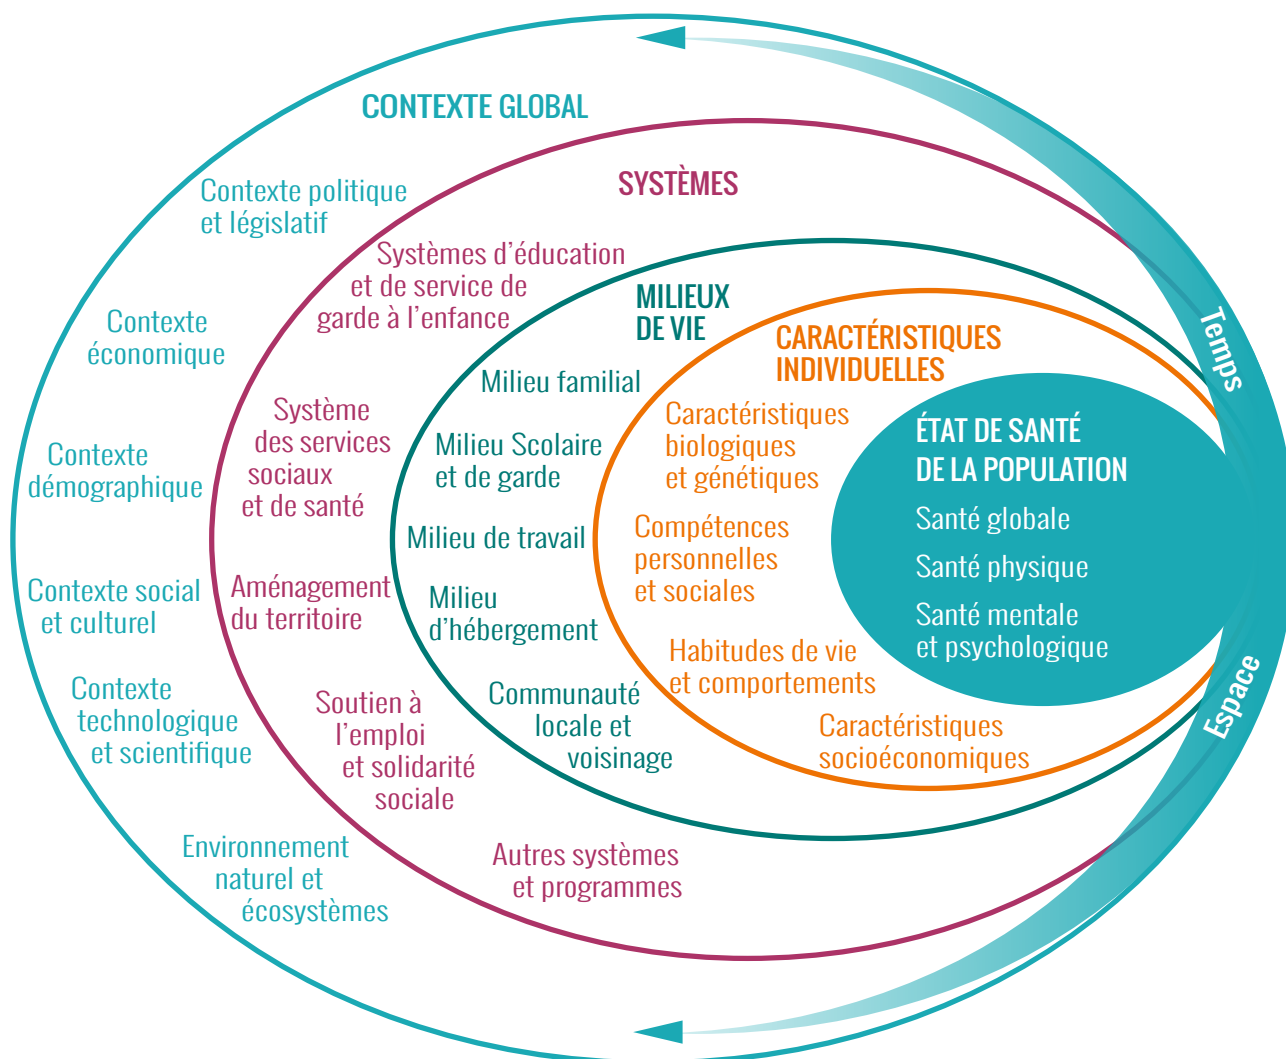 CONTEXTE GLOBAL
Contexte politique
et législatif
Contexte
économique
Contexte
démographique
Contexte social
et culturel
Contexte
technologique
et scientifique
Environnement
naturel et
écosystèmes
SYSTÈMES
Systèmes d'éducation
et de service de
garde à l'enfance
Système
des services
sociaux
et de santé
Aménagement
du territoire
Soutien à
l'emploi
et solidarité
sociale
Autres systèmes
et programmes
MILIEUX
DE VIE
Milieu familial
Milieu Scolaire
et de garde
Milieu de travail
Milieu
d'hébergement
Communauté
locale et
voisinage
CARACTÉRISTIQUES
INDIVIDUELLES
Caractéristiques
biologiques
et génétiques
Compétences
personnelles
et sociales
Habitudes de vie
et comportements
Caractéristiques
socioéconomiques
ÉTAT DE SANTÉ
DE LA POPULATION
Santé globale
Santé physique
Santé mentale
et psychologique
Temps
Espace